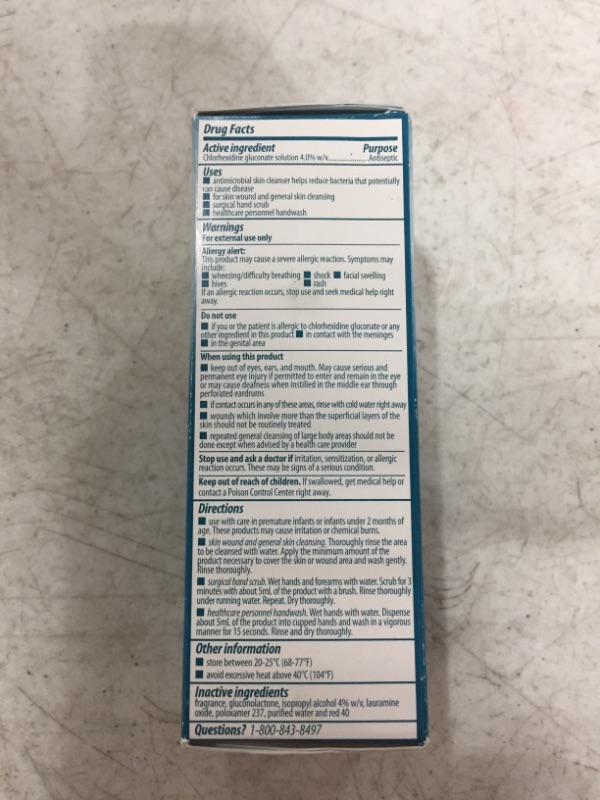 Drug Facts
Active ingredient Purpose
Chlorhexidine gluconate solution 4.0% w/v........................Antiseptic
Uses
■ antimicrobial skin cleanser helps reduce bacteria that potentially
can cause disease
■ for skin wound and general skin cleansing
■ surgical hand scrub
■ healthcare personnel handwash
Warnings
For external use only
Allergy alert:
This product may cause a severe allergic reaction. Symptoms may
include:
■ wheezing/difficulty breathing ■ shock ■ facial swelling
■ hives ■ rash
If an allergic reaction occurs, stop use and seek medical help right
away.
Do not use
■ if you or the patient is allergic to chlorhexidine gluconate or any
other ingredient in this product ■ in contact with the meninges
■ in the genital area
When using this product
■ keep out of eyes, ears, and mouth. May cause serious and
permanent eye injury if permitted to enter and remain in the eye
or may cause deafness when instilled in the middle ear through
perforated eardrums
■ if contact occurs in any of these areas, rinse with cold water right away
■ wounds which involve more than the superficial layers of the
skin should not be routinely treated
■ repeated general cleansing of large body areas should not be
done except when advised by a health care provider
Stop use and ask a doctor if irritation, sensitization, or allergic
reaction occurs. These may be signs of a serious condition.
Keep out of reach of children. If swallowed, get medical help or
contact a Poison Control Center right away.
Directions
■ use with care in premature infants or infants under 2 months of
age. These products may cause irritation or chemical burns.
■ skin wound and general skin cleansing. Thoroughly rinse the area
to be cleansed with water. Apply the minimum amount of the
product necessary to cover the skin or wound area and wash gently.
Rinse thoroughly.
■ surgical hand scrub. Wet hands and forearms with water. Scrub for 3
minutes with about 5mL of the product with a brush. Rinse thoroughly
under running water. Repeat. Dry thoroughly.
■ healthcare personnel handwash. Wet hands with water. Dispense
about 5mL of the product into cupped hands and wash in a vigorous
manner for 15 seconds. Rinse and dry thoroughly.
Other information
■ store between 20-25°C (68-77°F)
■ avoid excessive heat above 40°C (104°F)
Inactive ingredients
fragrance, gluconolactone, isopropyl alcohol 4% w/v, lauramine
oxide, poloxamer 237, purified water and red 40
Questions? 1-800-843-8497